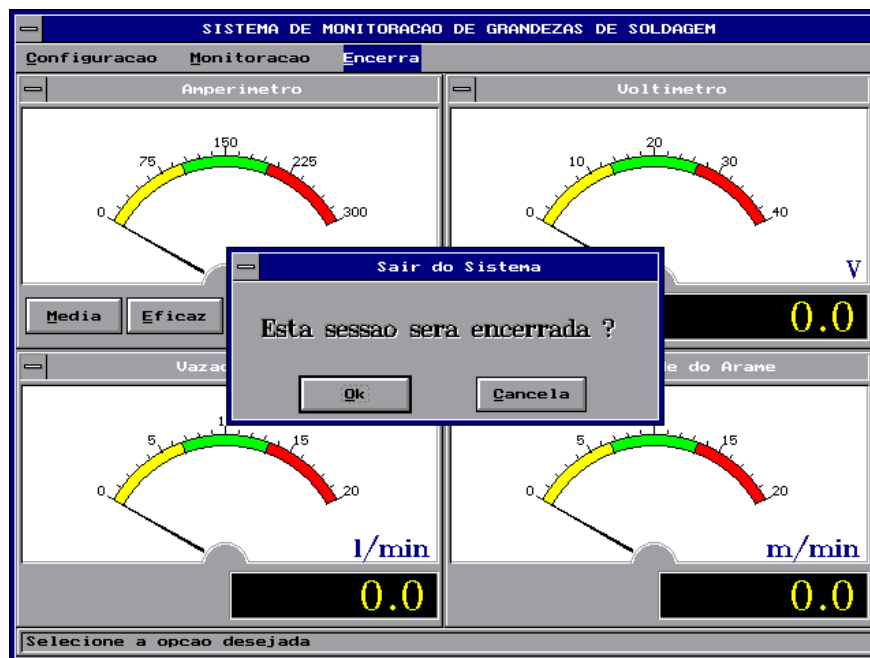 SISTEMA DE MONITORACAO DE GRANDEZAS DE SOLDAGEM
Configuracao Monitoracao Encerra
Amperimetro
0 75 150 225 300
Media Eficaz
Voltimetro
0 10 20 30 40
V
0.0
Sair do Sistema
Esta sessao sera encerrada ?
Ok Cancela
0 5 15 20
l/min
0.0
do Arame
0 5 15 20
m/min
0.0
Selecione a opcao desejada